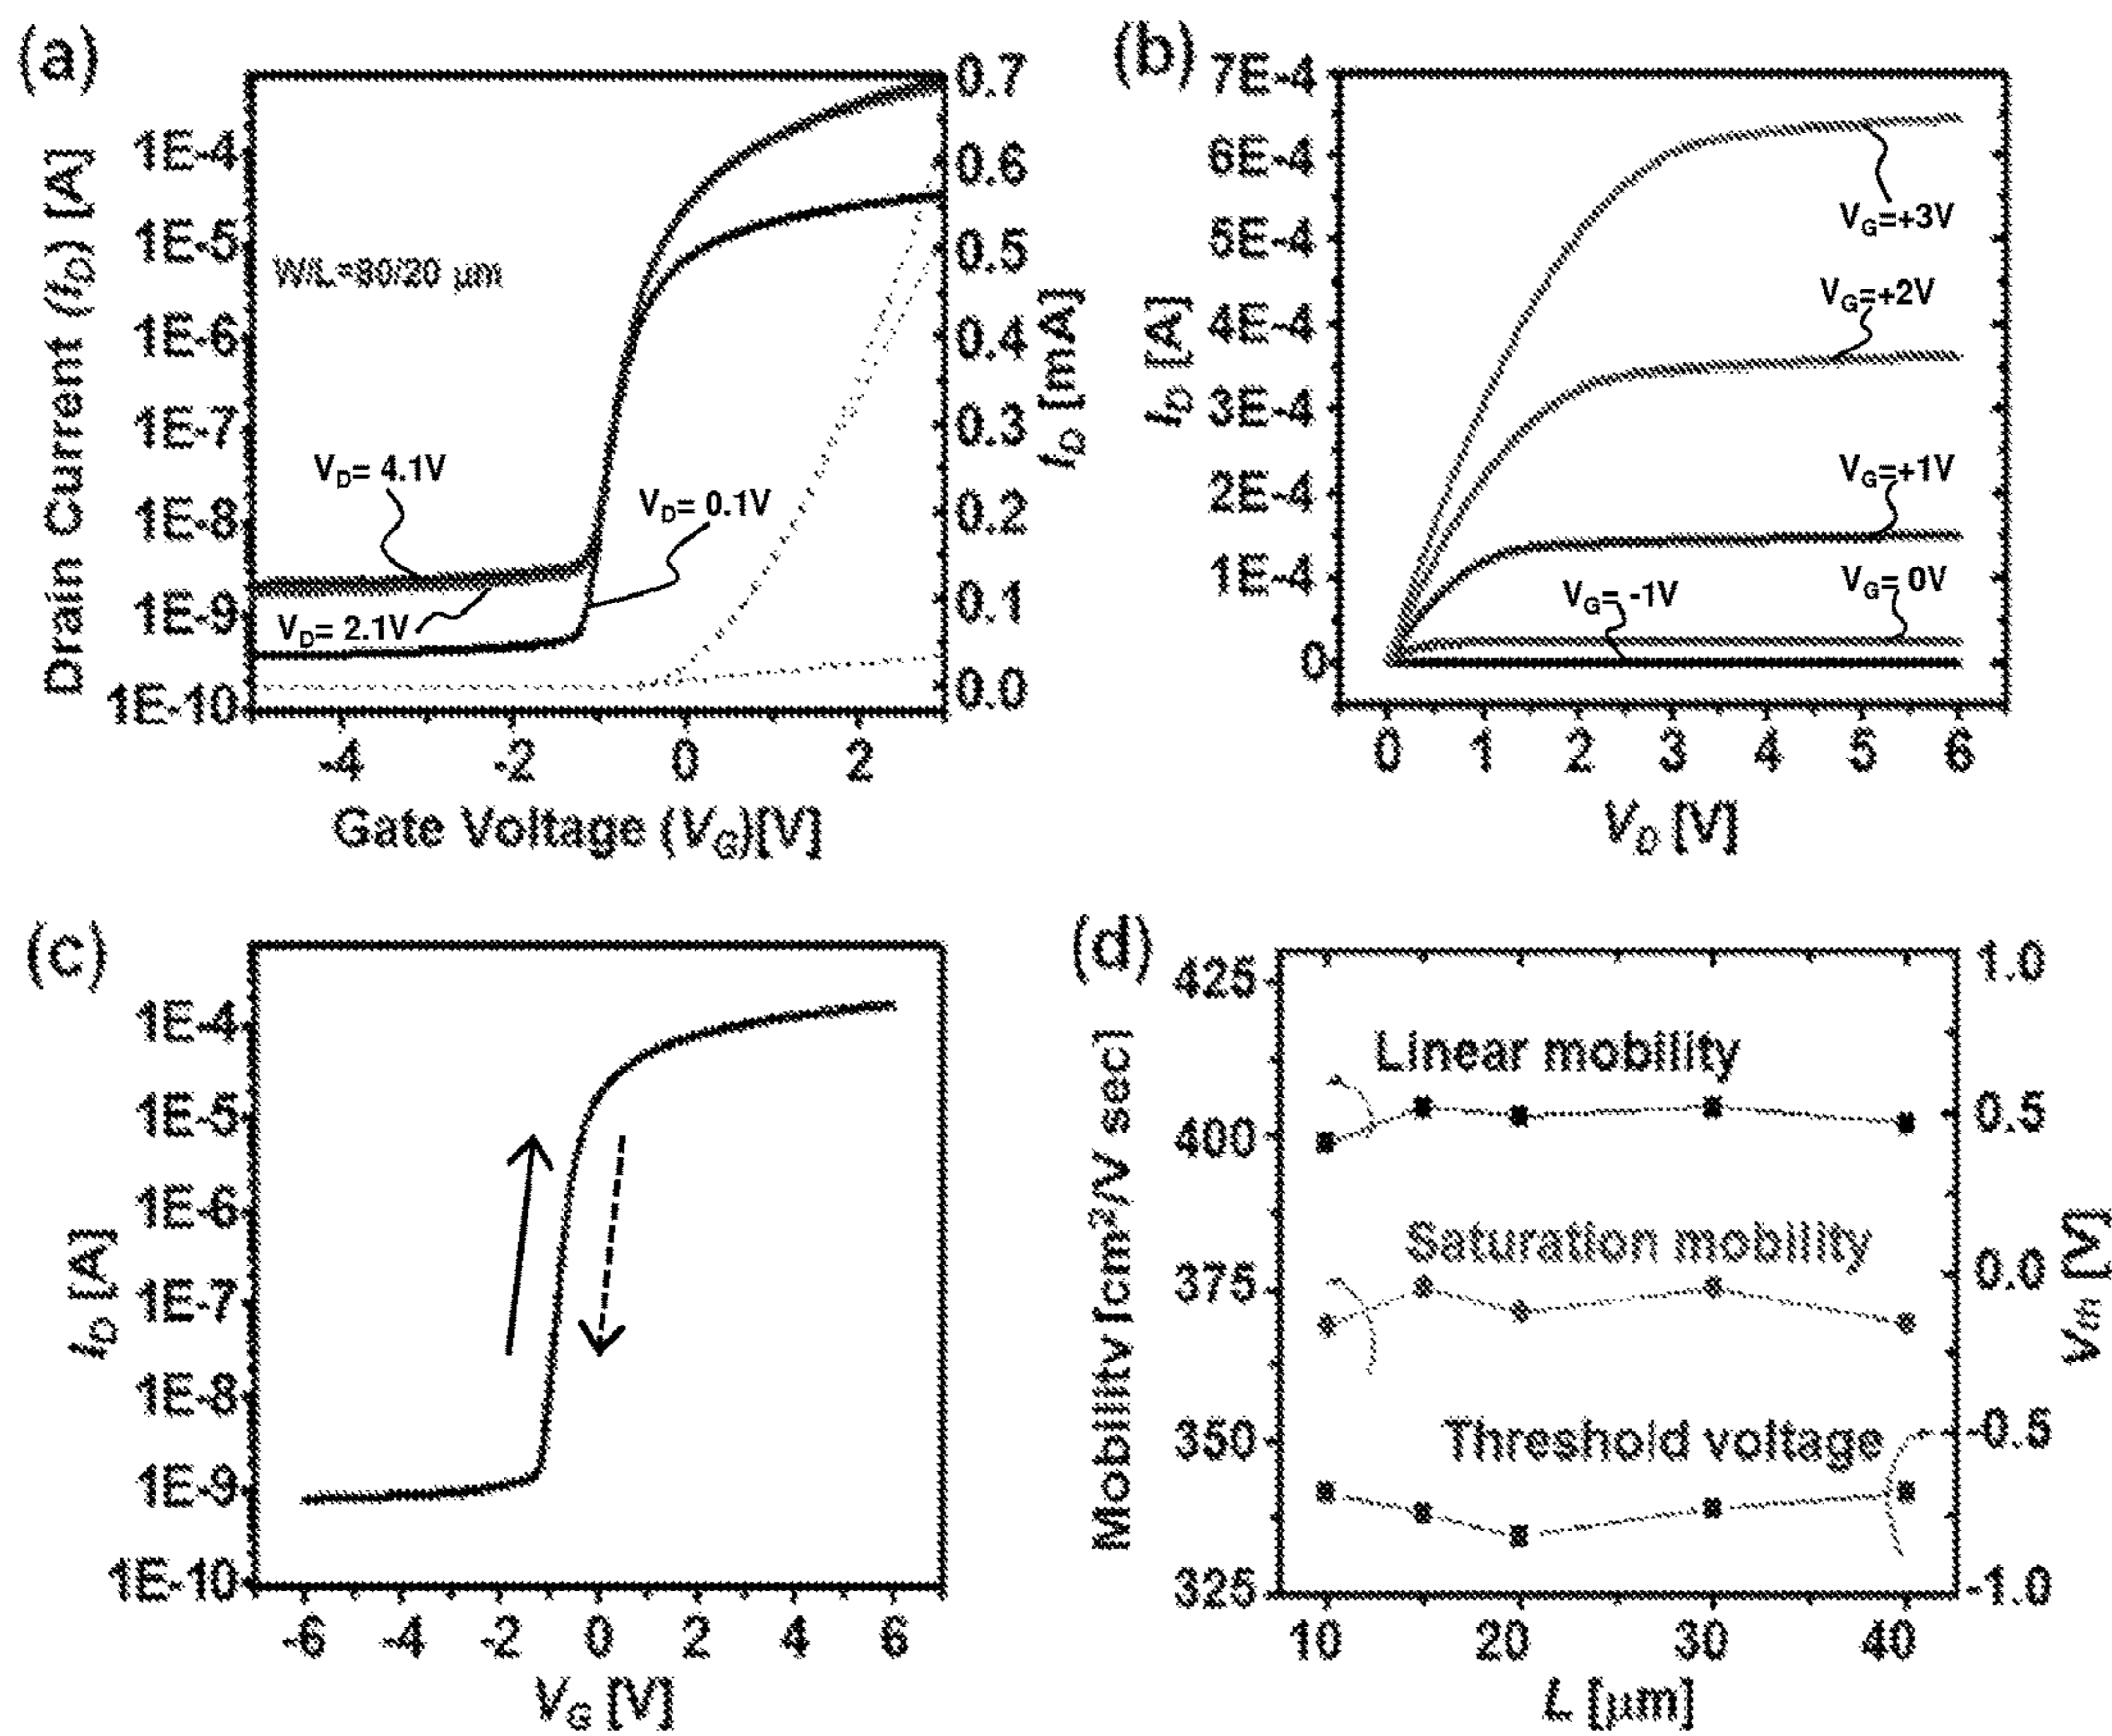 (a)
Drain Current (I_D) [A]
1E-4
1E-5
1E-6
1E-7
1E-8
1E-9
1E-10
W/L=80/20 μm
V_D= 4.1V
V_D= 0.1V
V_D= 2.1V
0.7
0.6
0.5
0.4
0.3
0.2
0.1
0.0
I_D [mA]
-4 -2 0 2
Gate Voltage (V_G)[V]
(b)
I_D [A]
7E-4
6E-4
5E-4
4E-4
3E-4
2E-4
1E-4
0
V_G=+3V
V_G=+2V
V_G=+1V
V_G= 0V
V_G= -1V
0 1 2 3 4 5 6
V_D [V]
(c)
I_D [A]
1E-4
1E-5
1E-6
1E-7
1E-8
1E-9
1E-10
-6 -4 -2 0 2 4 6
V_G [V]
(d)
Mobility [cm²/V sec]
425
400
375
350
325
Linear mobility
Saturation mobility
Threshold voltage
1.0
0.5
0.0
-0.5
-1.0
V_th [V]
10 20 30 40
L [μm]